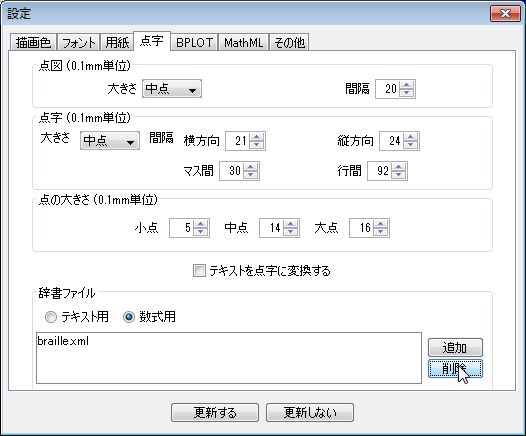 設定
描画色 フォント 用紙 点字 BPLOT MathML その他
点図 (0.1mm単位)
大きさ 中点 間隔 20
点字 (0.1mm単位)
大きさ 中点 間隔 横方向 21 縦方向 24
マス間 30 行間 92
点の大きさ (0.1mm単位)
小点 5 中点 14 大点 16
テキストを点字に変換する
辞書ファイル
テキスト用 数式用
braille.xml
追加
削除
更新する 更新しない